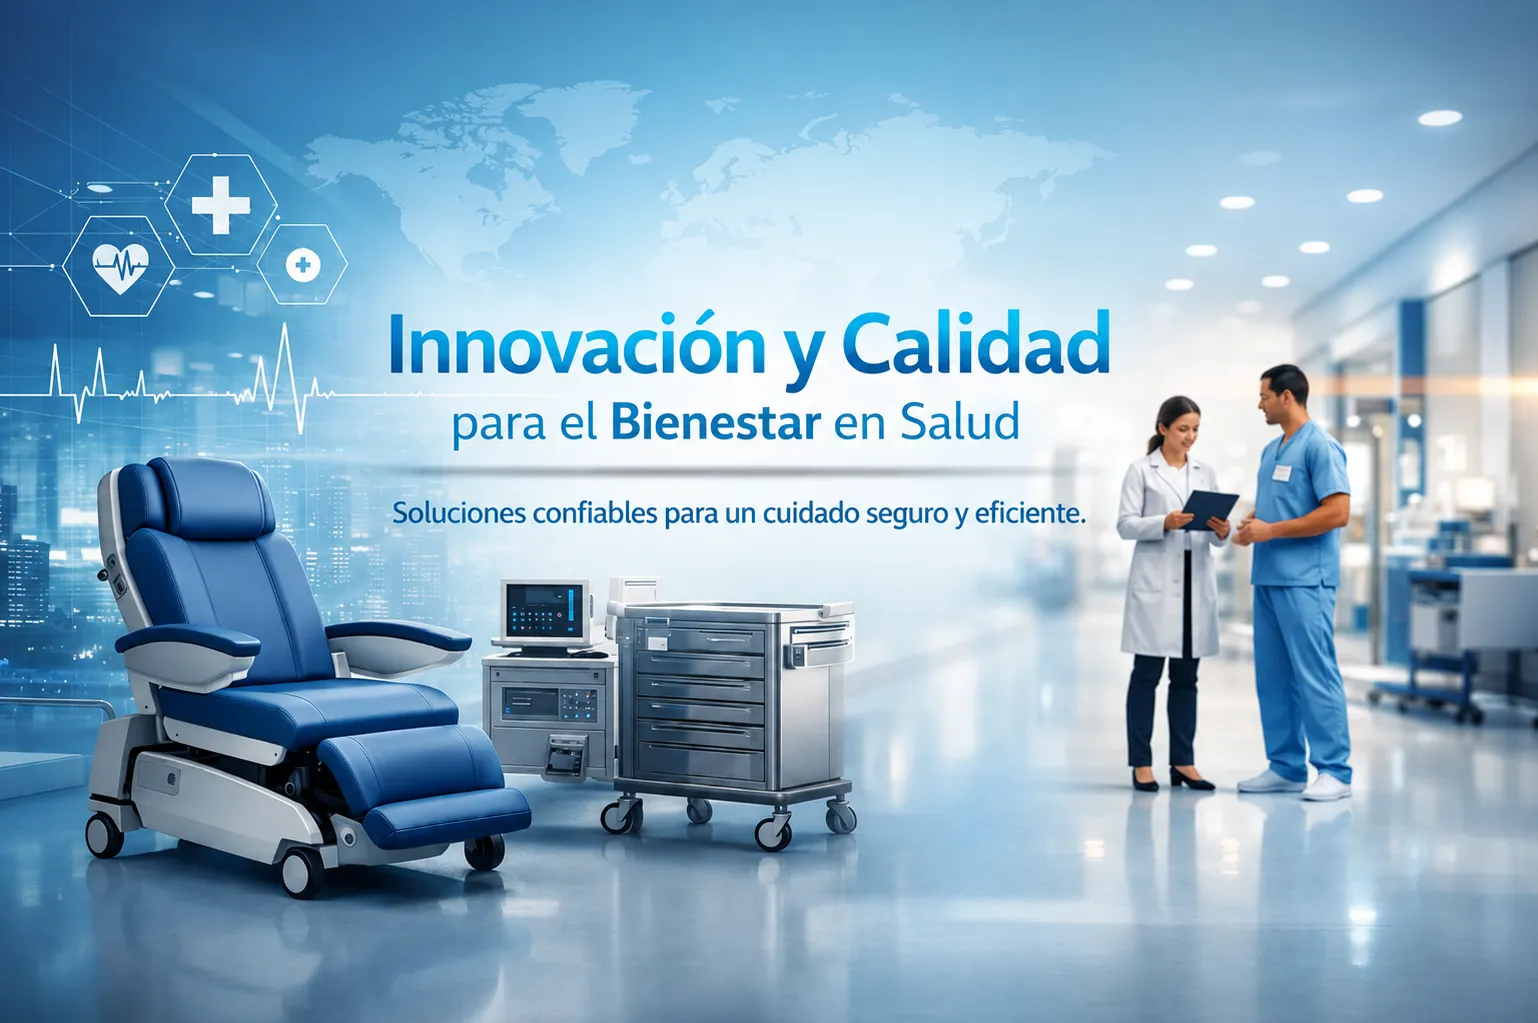 Innovación y Calidad
para el Bienestar en Salud
Soluciones confiables para un cuidado seguro y eficiente.